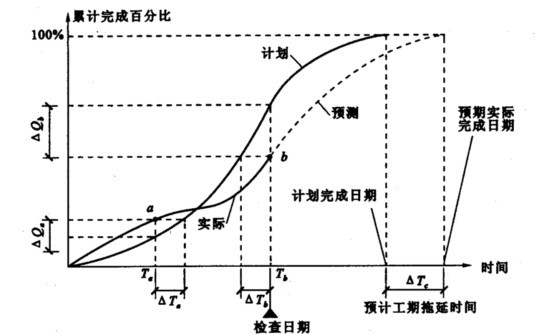 累计完成百分比
100%
计划
预测
ΔQb
b
预期实际
完成日期
a
实际
计划完成日期
ΔQa
Ta
Tb
时间
ΔTa
ΔTb
ΔTc
预计工期拖延时间
检查日期